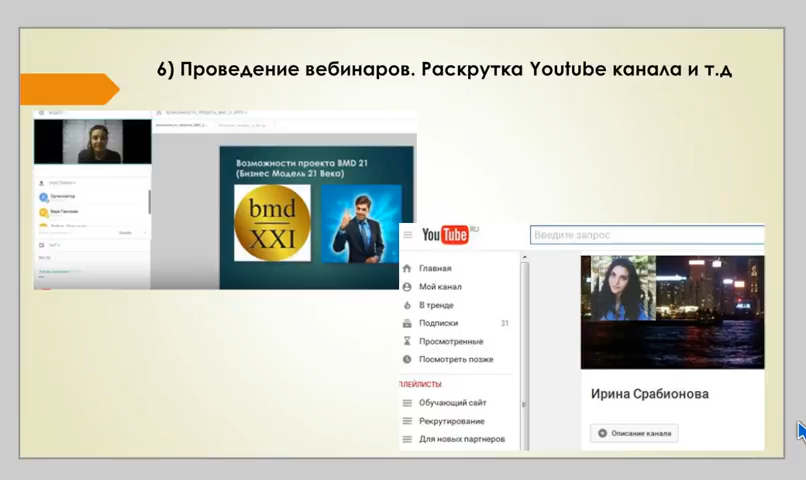 6) Проведение вебинаров. Раскрутка Youtube канала и т.д
Возможности проекта BMD 21
(Бизнес Модель 21 Века)
bmd
XXI
YouTube RU
Введите запрос
Главная
Мой канал
В тренде
Подписки 31
Просмотренные
Посмотреть позже
ПЛЕЙЛИСТЫ
Обучающий сайт
Рекрутирование
Для новых партнеров
Ирина Срабионова
Описание канала